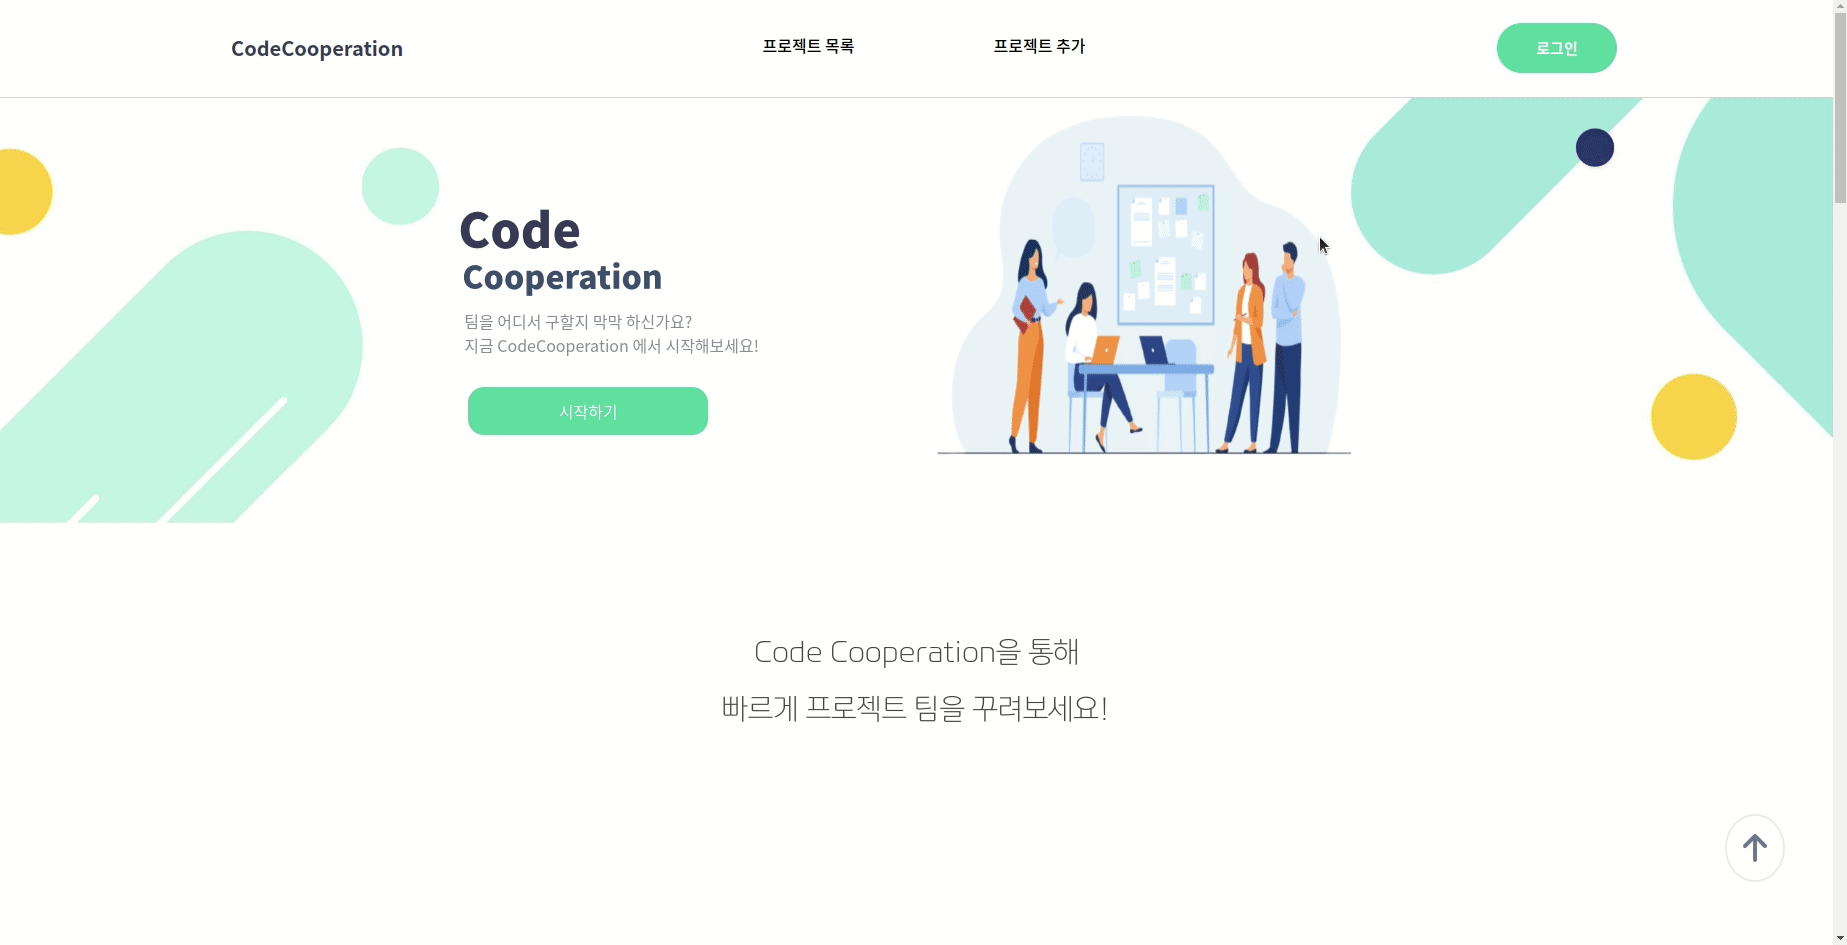 CodeCooperation
프로젝트 목록
프로젝트 추가
로그인
Code
Cooperation
팀을 어디서 구할지 막막 하신가요?
지금 CodeCooperation 에서 시작해보세요!
시작하기
Code Cooperation을 통해
빠르게 프로젝트 팀을 꾸려보세요!